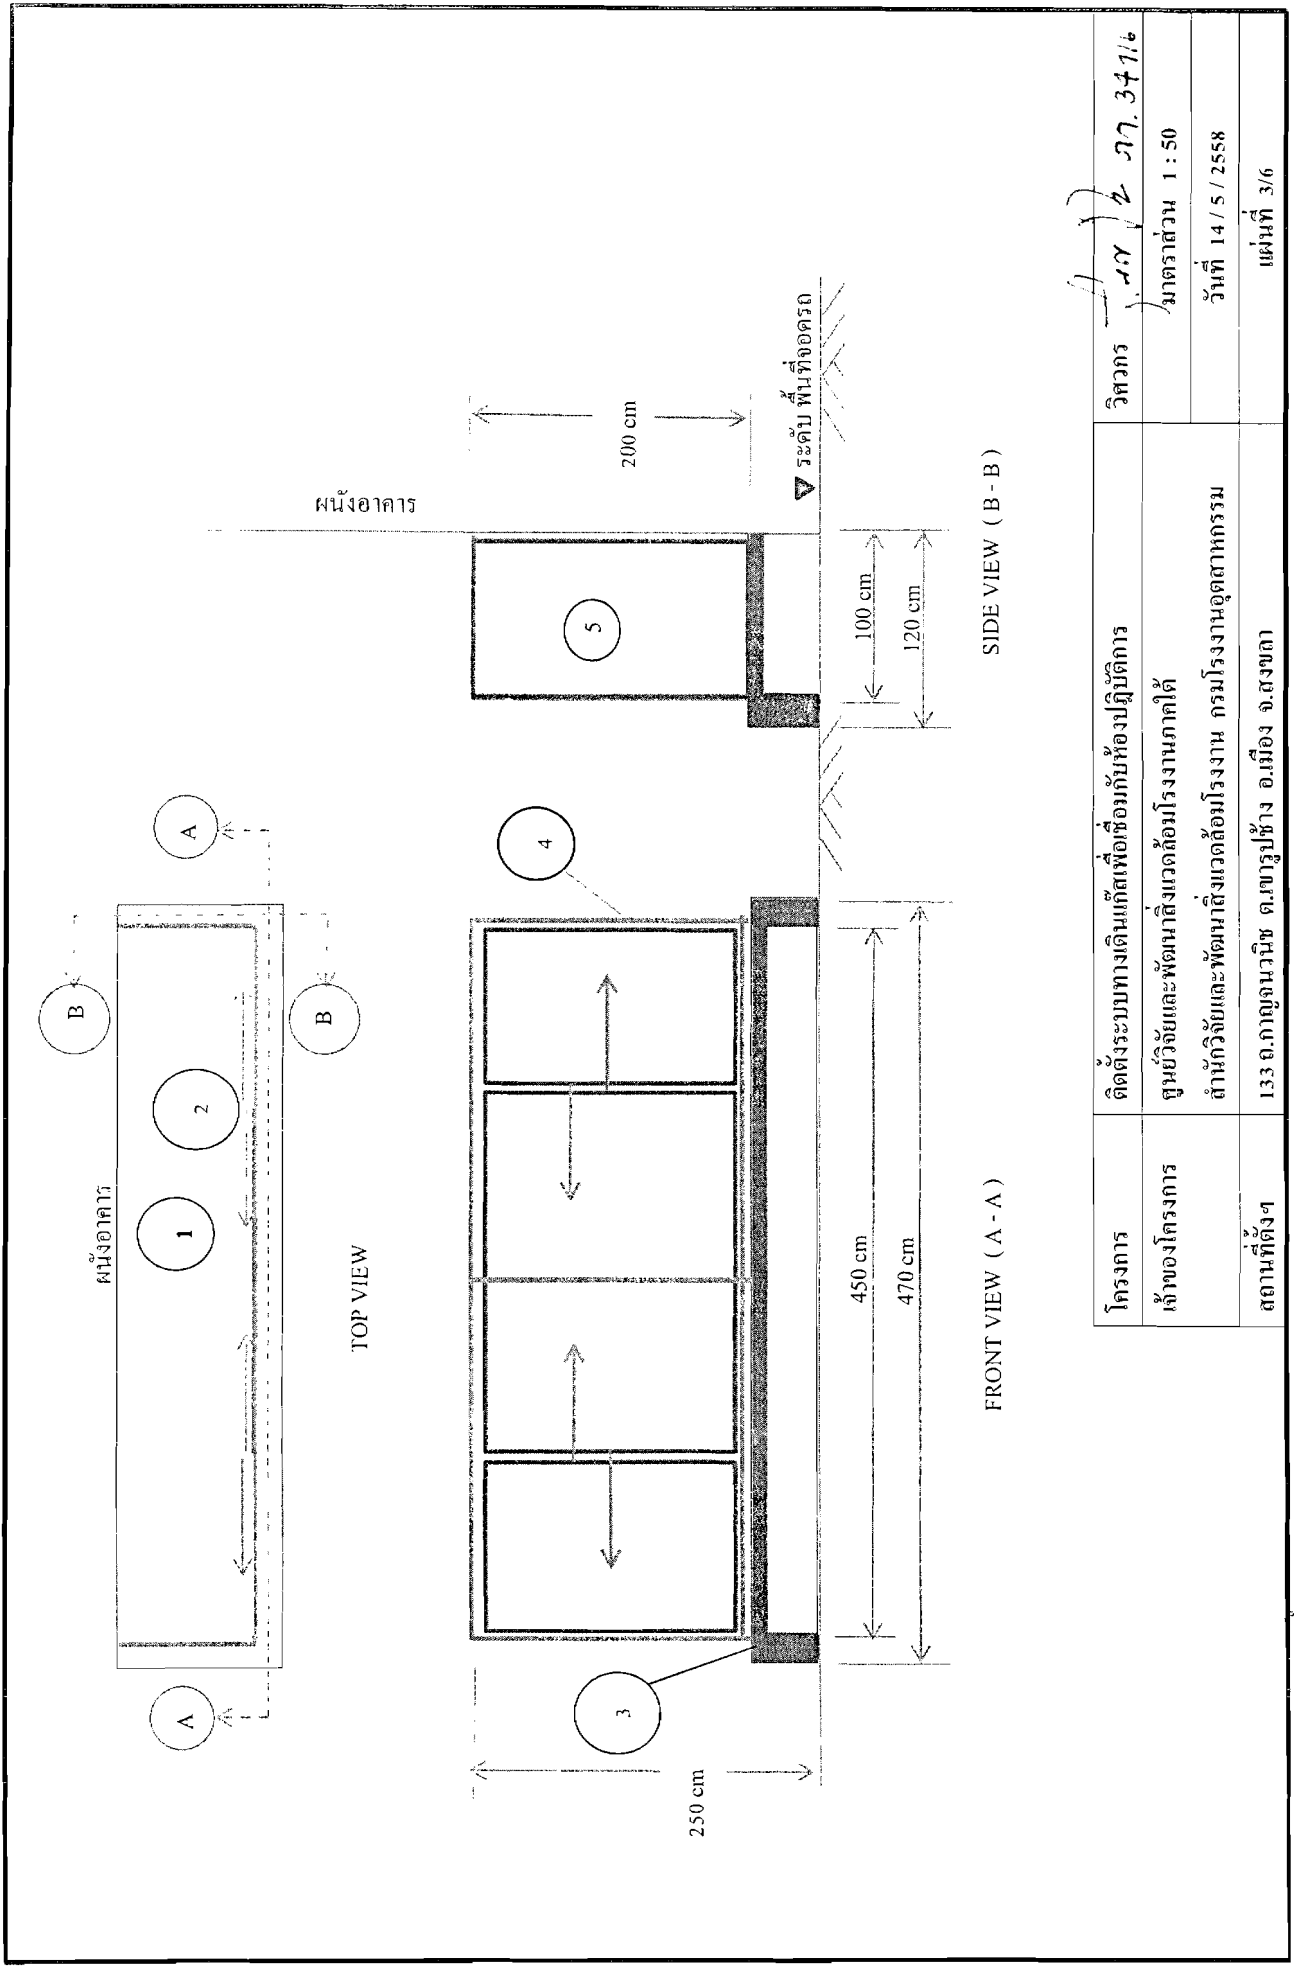 ผนังอาคาร
1
2
A
A
B
B
TOP VIEW
ผนังอาคาร
3
4
5
250 cm
200 cm
ระดับ พื้นที่จอดรถ
450 cm
470 cm
100 cm
120 cm
FRONT VIEW ( A - A )
SIDE VIEW ( B - B )
โครงการ ติดตั้งระบบทางเดินแก๊สเพื่อเชื่อมกับห้องปฏิบัติการ วิศวกร
เจ้าของโครงการ ศูนย์วิจัยและพัฒนาสิ่งแวดล้อมโรงงานภาคใต้ มาตราส่วน 1 : 50
สำนักวิจัยและพัฒนาสิ่งแวดล้อมโรงงาน กรมโรงงานอุตสาหกรรม วันที่ 14 / 5 / 2558
สถานที่ตั้งฯ 133 ถ.กาญจนวนิช ต.เขารูปช้าง อ.เมือง จ.สงขลา แผ่นที่ 3/6